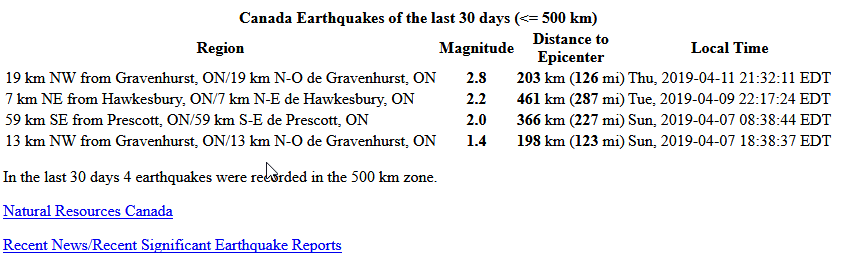 Canada Earthquakes of the last 30 days (<= 500 km)
Region Magnitude Distance to Epicenter Local Time
19 km NW from Gravenhurst, ON/19 km N-O de Gravenhurst, ON 2.8 203 km (126 mi) Thu, 2019-04-11 21:32:11 EDT
7 km NE from Hawkesbury, ON/7 km N-E de Hawkesbury, ON 2.2 461 km (287 mi) Tue, 2019-04-09 22:17:24 EDT
59 km SE from Prescott, ON/59 km S-E de Prescott, ON 2.0 366 km (227 mi) Sun, 2019-04-07 08:38:44 EDT
13 km NW from Gravenhurst, ON/13 km N-O de Gravenhurst, ON 1.4 198 km (123 mi) Sun, 2019-04-07 18:38:37 EDT
In the last 30 days 4 earthquakes were recorded in the 500 km zone.
Natural Resources Canada
Recent News/Recent Significant Earthquake Reports